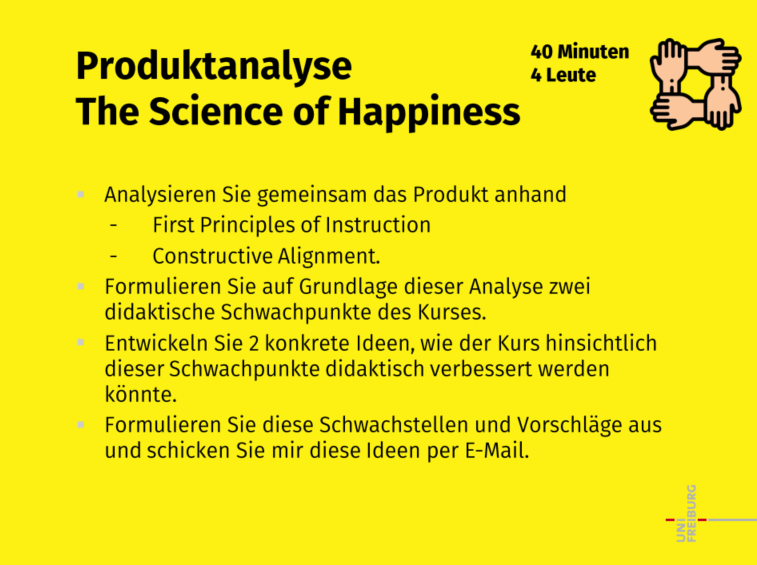 Produktanalyse
The Science of Happiness
40 Minuten
4 Leute
▪ Analysieren Sie gemeinsam das Produkt anhand
- First Principles of Instruction
- Constructive Alignment.
▪ Formulieren Sie auf Grundlage dieser Analyse zwei
didaktische Schwachpunkte des Kurses.
▪ Entwickeln Sie 2 konkrete Ideen, wie der Kurs hinsichtlich
dieser Schwachpunkte didaktisch verbessert werden
könnte.
▪ Formulieren Sie diese Schwachstellen und Vorschläge aus
und schicken Sie mir diese Ideen per E-Mail.
UNI
FREIBURG